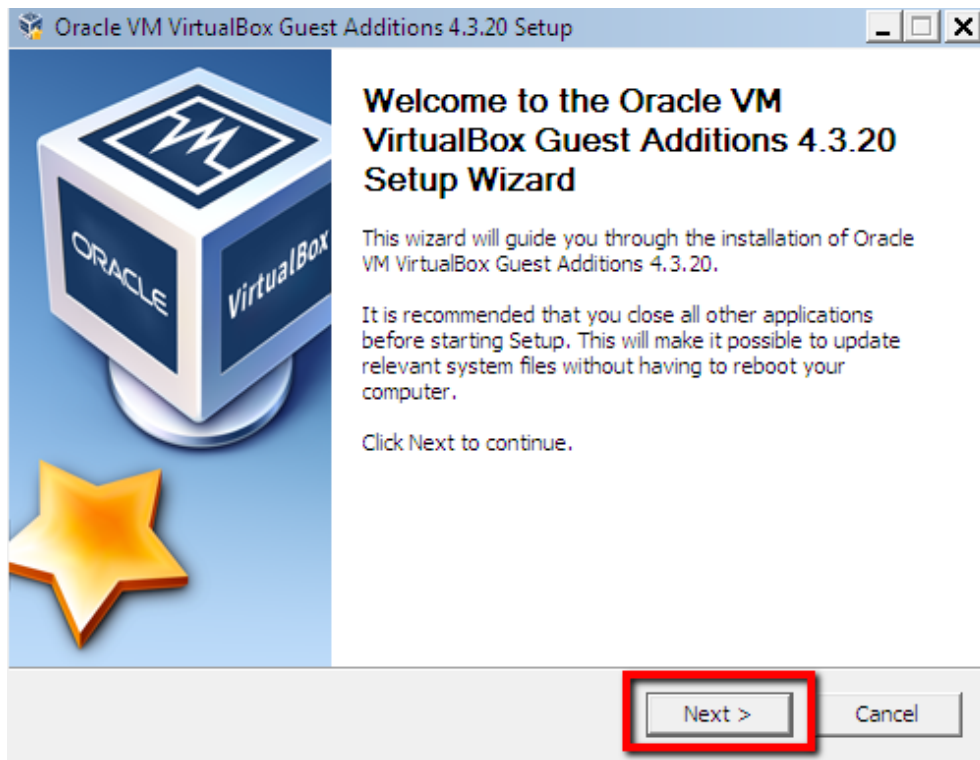 Oracle VM VirtualBox Guest Additions 4.3.20 Setup
Welcome to the Oracle VM
VirtualBox Guest Additions 4.3.20
Setup Wizard
This wizard will guide you through the installation of Oracle
VM VirtualBox Guest Additions 4.3.20.
It is recommended that you close all other applications
before starting Setup. This will make it possible to update
relevant system files without having to reboot your
computer.
Click Next to continue.
ORACLE
VirtualBox
Next >
Cancel